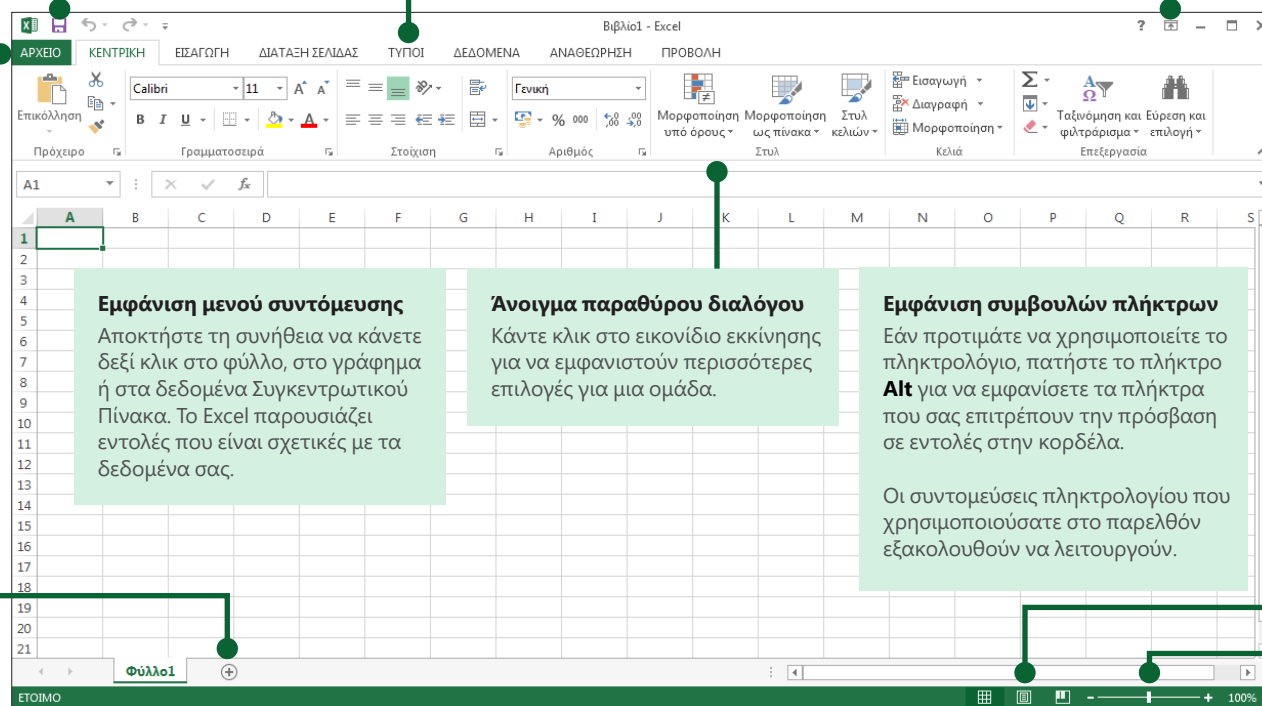 Βιβλίο1 - Excel
?
ΑΡΧΕΙΟ ΚΕΝΤΡΙΚΗ ΕΙΣΑΓΩΓΗ ΔΙΑΤΑΞΗ ΣΕΛΙΔΑΣ ΤΥΠΟΙ ΔΕΔΟΜΕΝΑ ΑΝΑΘΕΩΡΗΣΗ ΠΡΟΒΟΛΗ
Επικόλληση
Calibri 11
B I U
Γενική
% 000
Μορφοποίηση υπό όρους
Μορφοποίηση ως πίνακα
Στυλ κελιών
Εισαγωγή
Διαγραφή
Μορφοποίηση
Ταξινόμηση και φιλτράρισμα
Εύρεση και επιλογή
Πρόχειρο Γραμματοσειρά Στοίχιση Αριθμός Στυλ Κελιά Επεξεργασία
A1 fx
A B C D E F G H I J K L M N O P Q R S
1
2
3
4
5
6
7
8
9
10
11
12
13
14
15
16
17
18
19
20
21
Εμφάνιση μενού συντόμευσης
Αποκτήστε τη συνήθεια να κάνετε
δεξί κλικ στο φύλλο, στο γράφημα
ή στα δεδομένα Συγκεντρωτικού
Πίνακα. Το Excel παρουσιάζει
εντολές που είναι σχετικές με τα
δεδομένα σας.
Άνοιγμα παραθύρου διαλόγου
Κάντε κλικ στο εικονίδιο εκκίνησης
για να εμφανιστούν περισσότερες
επιλογές για μια ομάδα.
Εμφάνιση συμβουλών πλήκτρων
Εάν προτιμάτε να χρησιμοποιείτε το
πληκτρολόγιο, πατήστε το πλήκτρο
Alt για να εμφανίσετε τα πλήκτρα
που σας επιτρέπουν την πρόσβαση
σε εντολές στην κορδέλα.
Οι συντομεύσεις πληκτρολογίου που
χρησιμοποιούσατε στο παρελθόν
εξακολουθούν να λειτουργούν.
Φύλλο1
ΕΤΟΙΜΟ 100%